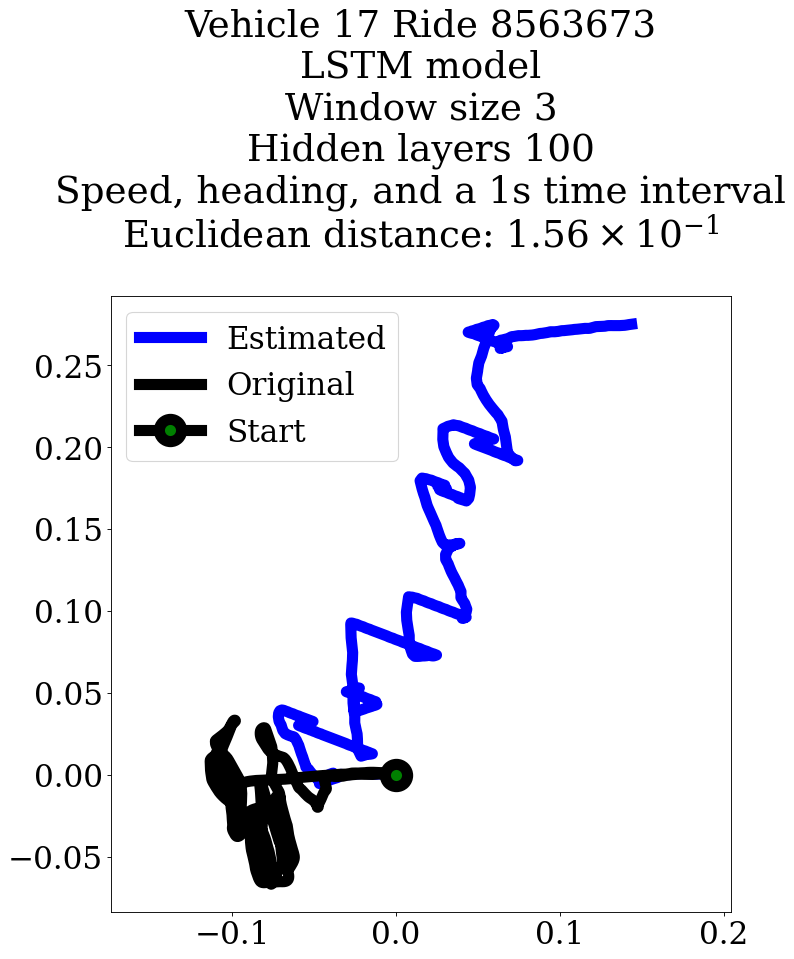 Vehicle 17 Ride 8563673
LSTM model
Window size 3
Hidden layers 100
Speed, heading, and a 1s time interval
Euclidean distance: 1.56 × 10⁻¹
Estimated
Original
Start
0.25
0.20
0.15
0.10
0.05
0.00
−0.05
−0.1 0.0 0.1 0.2